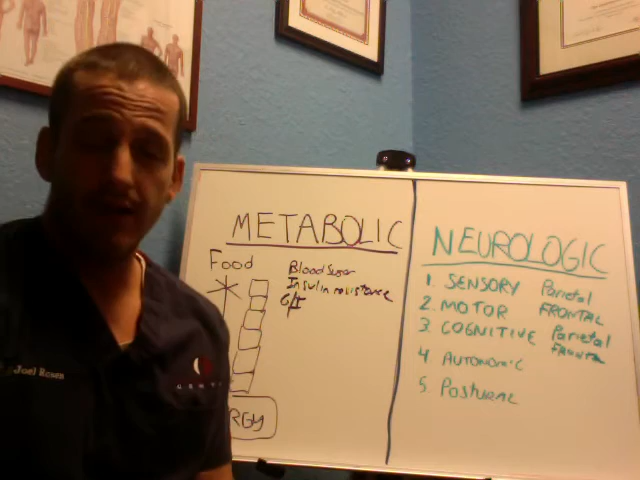 METABOLIC
Food
Blood Sugar
Insulin resistance
G/I
RGY
NEUROLOGIC
1. SENSORY Parietal
2. MOTOR FRONTAL
3. COGNITIVE Parietal
FRONTAL
4 AUTONOMIC
5. POSTURAL
Joel Rosen